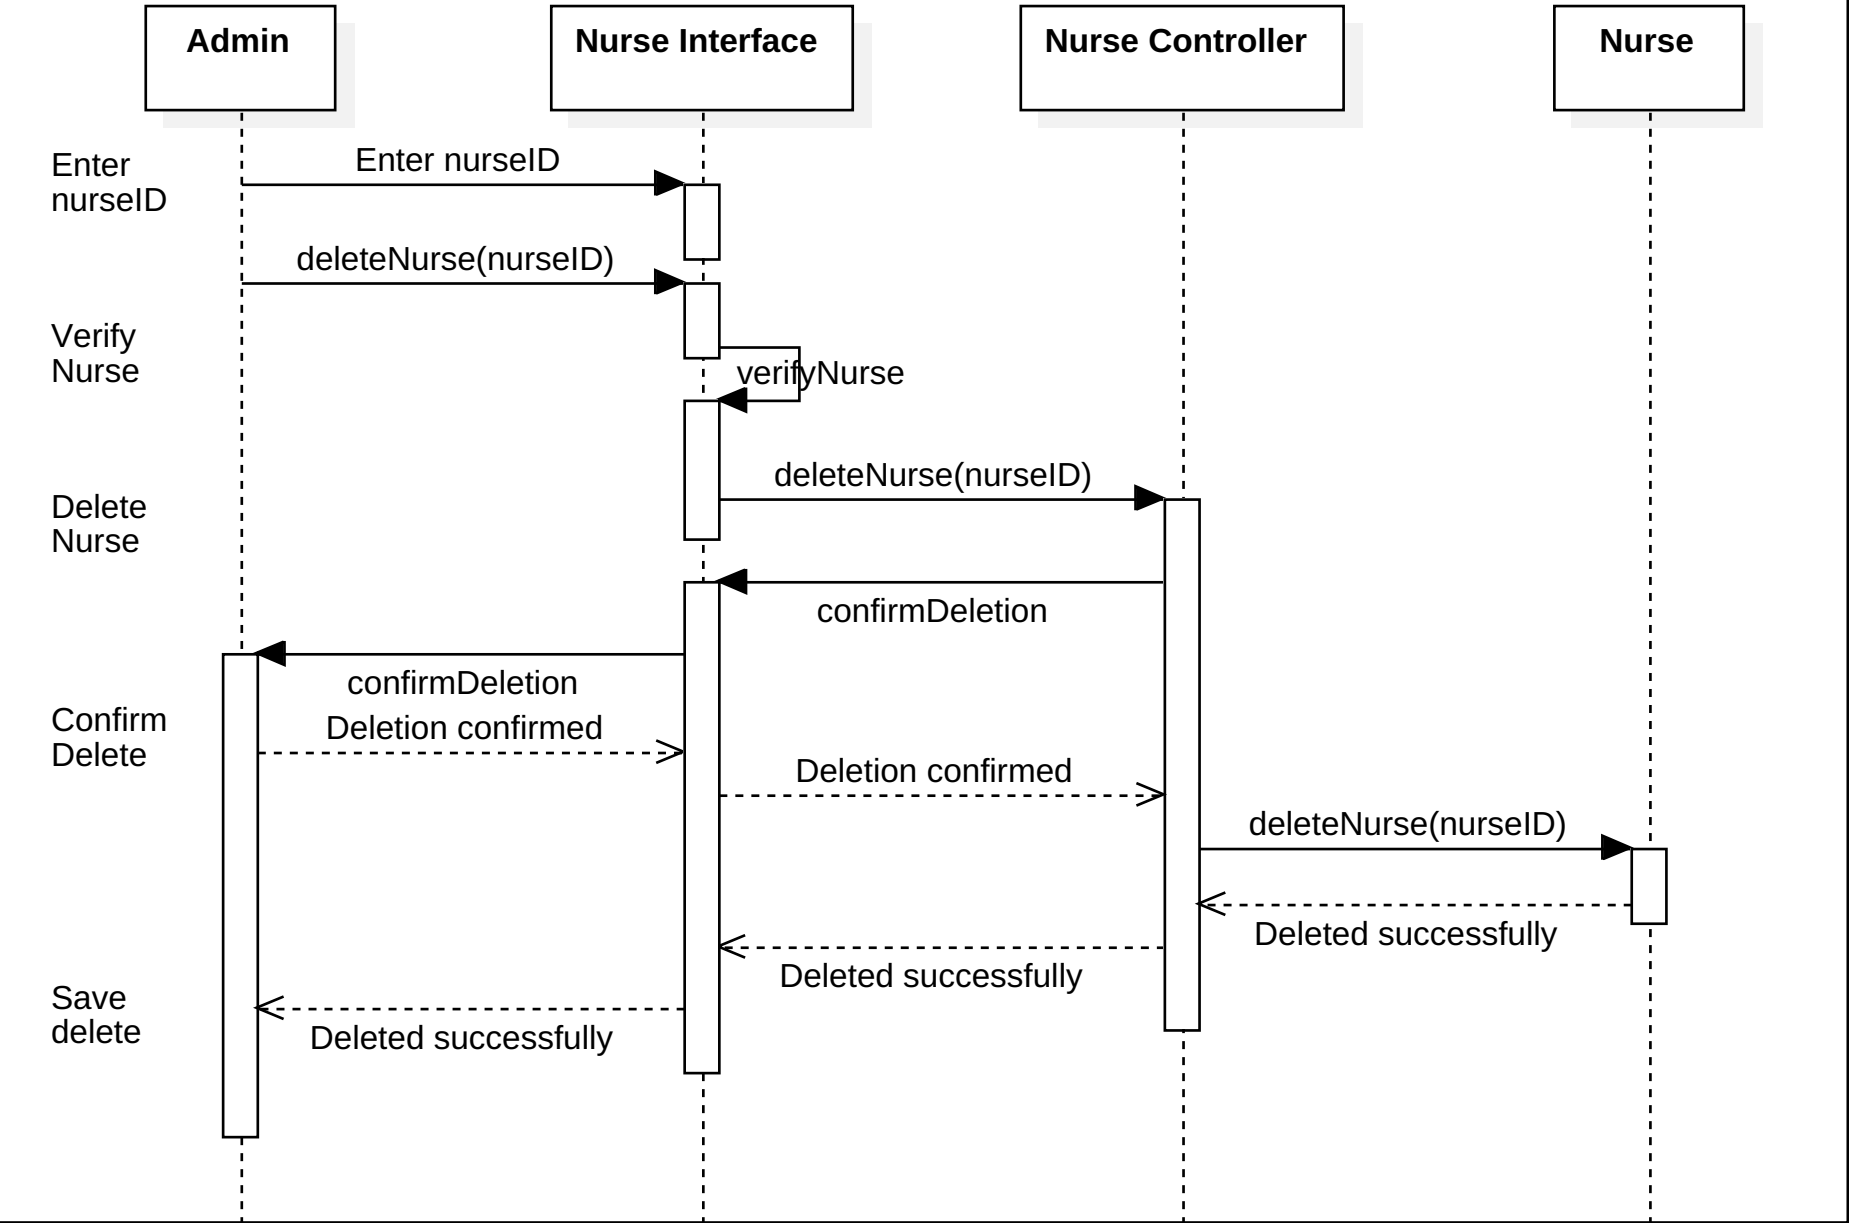 Admin
Nurse Interface
Nurse Controller
Nurse
Enter
nurseID
Enter nurseID
deleteNurse(nurseID)
Verify
Nurse
verifyNurse
deleteNurse(nurseID)
Delete
Nurse
confirmDeletion
confirmDeletion
Confirm
Delete
Deletion confirmed
Deletion confirmed
deleteNurse(nurseID)
Deleted successfully
Deleted successfully
Save
delete
Deleted successfully